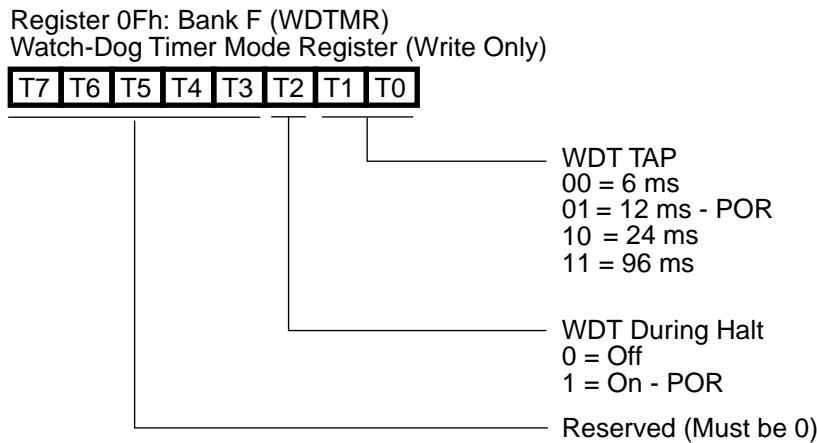 Register 0Fh: Bank F (WDTMR)
Watch-Dog Timer Mode Register (Write Only)
T7 T6 T5 T4 T3 T2 T1 T0
WDT TAP
00 = 6 ms
01 = 12 ms - POR
10 = 24 ms
11 = 96 ms
WDT During Halt
0 = Off
1 = On - POR
Reserved (Must be 0)